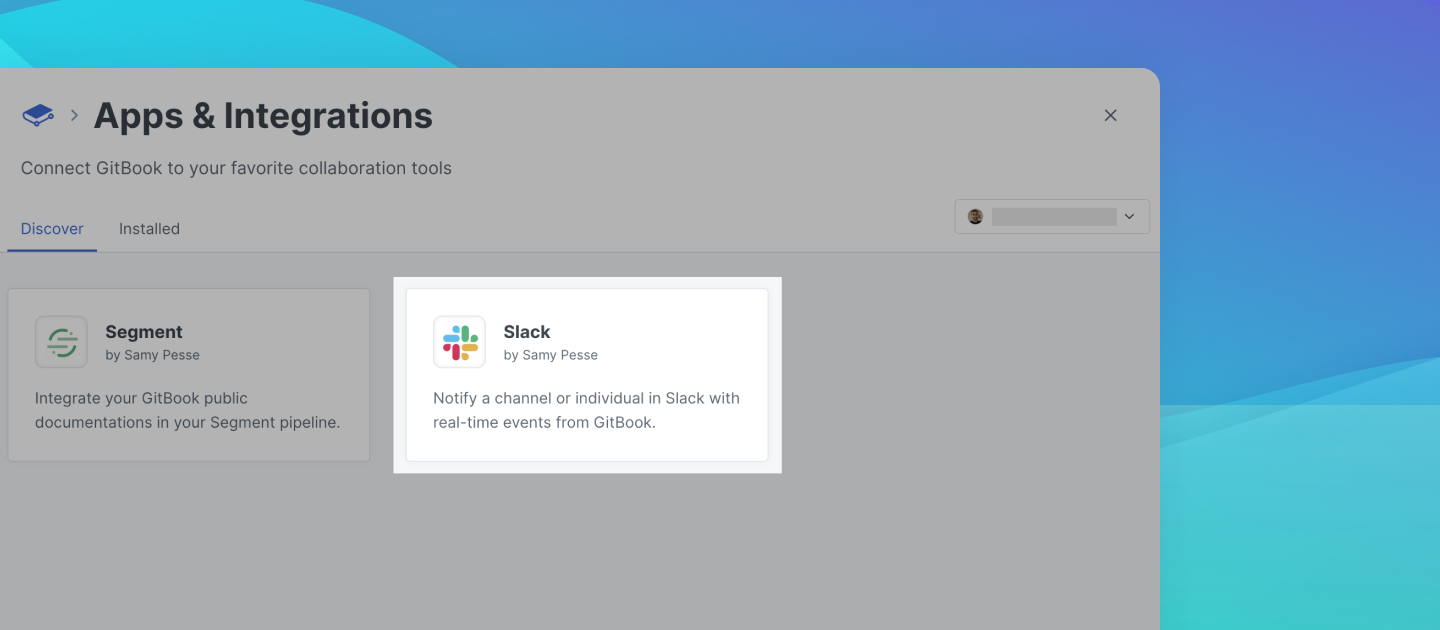 Apps & Integrations
Connect GitBook to your favorite collaboration tools
Discover
Installed
Segment
by Samy Pesse
Integrate your GitBook public
documentations in your Segment pipeline.
Slack
by Samy Pesse
Notify a channel or individual in Slack with
real-time events from GitBook.